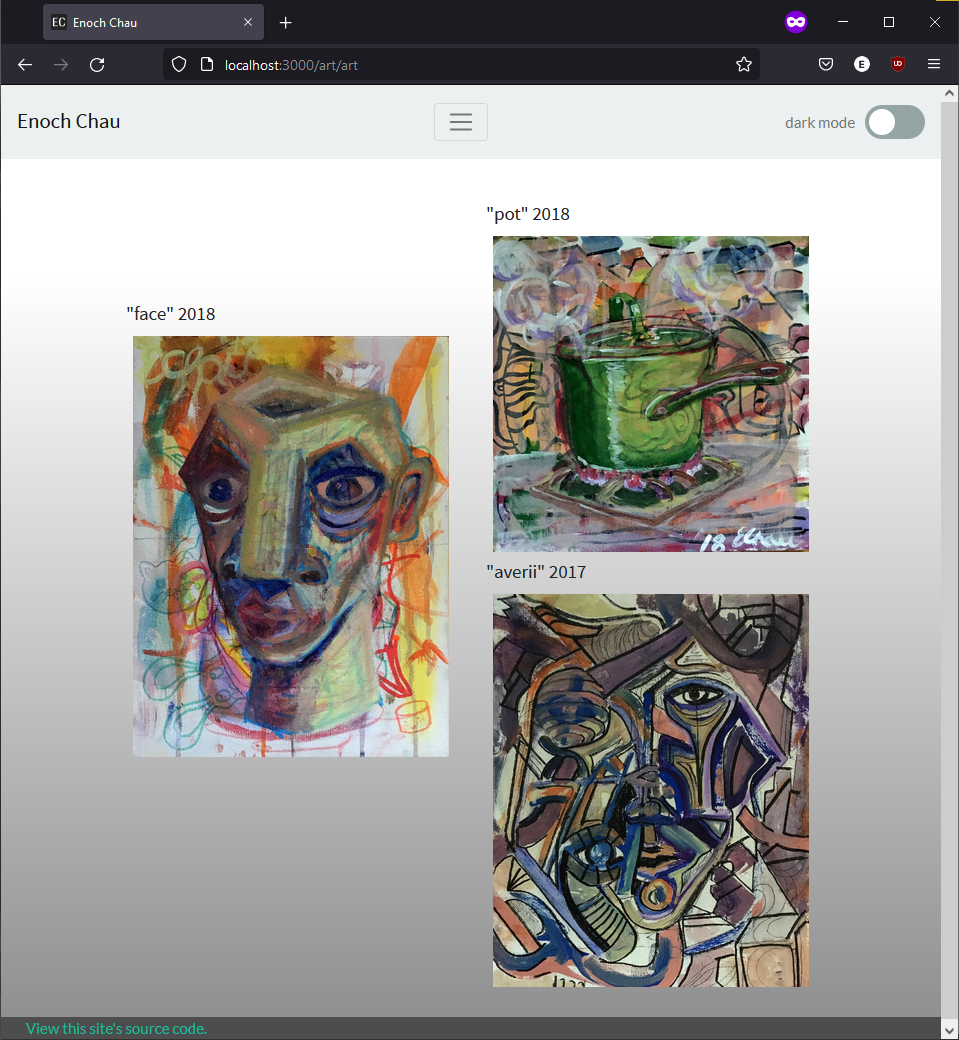 EC Enoch Chau
localhost:3000/art/art
E
Enoch Chau
dark mode
"face" 2018
"pot" 2018
18 EChau
"averii" 2017
View this site's source code.